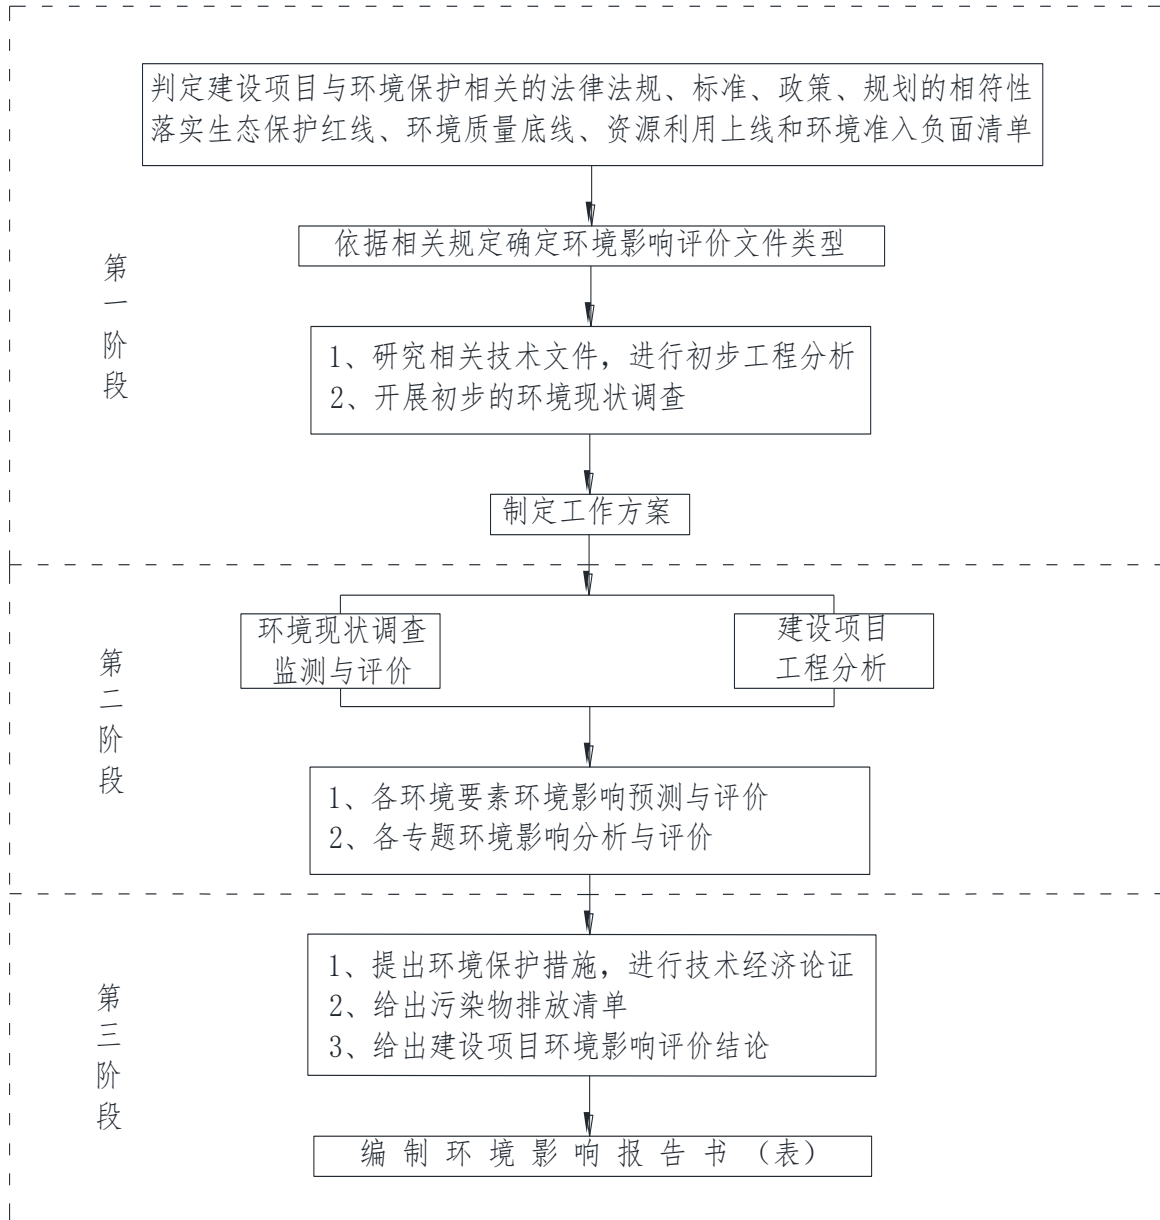 判定建设项目与环境保护相关的法律法规、标准、政策、规划的相符性
落实生态保护红线、环境质量底线、资源利用上线和环境准入负面清单
依据相关规定确定环境影响评价文件类型
第一阶段
1、研究相关技术文件，进行初步工程分析
2、开展初步的环境现状调查
制定工作方案
环境现状调查
监测与评价
建设项目
工程分析
第二阶段
1、各环境要素环境影响预测与评价
2、各专题环境影响分析与评价
1、提出环境保护措施，进行技术经济论证
2、给出污染物排放清单
3、给出建设项目环境影响评价结论
第三阶段
编制环境影响报告书（表）